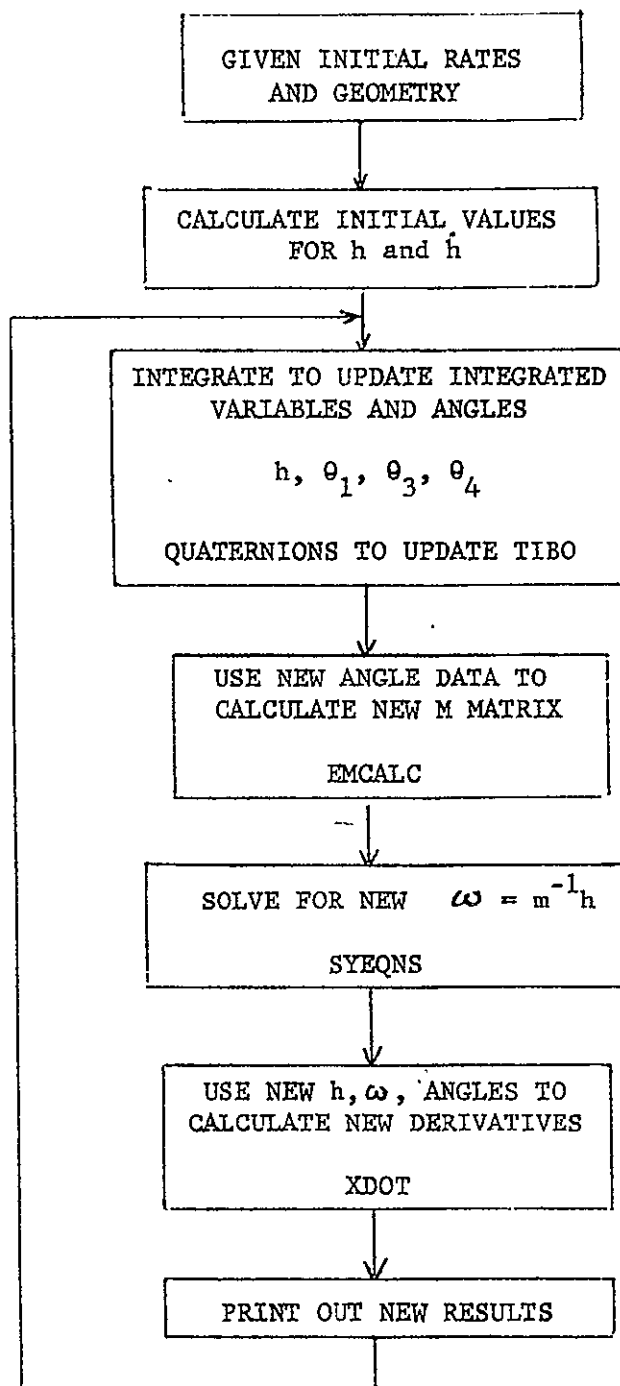 GIVEN INITIAL RATES
AND GEOMETRY
CALCULATE INITIAL VALUES
FOR h and ḣ
INTEGRATE TO UPDATE INTEGRATED
VARIABLES AND ANGLES
h, θ₁, θ₃, θ₄
QUATERNIONS TO UPDATE TIBO
USE NEW ANGLE DATA TO
CALCULATE NEW M MATRIX
EMCALC
SOLVE FOR NEW ω = m⁻¹h
SYEQNS
USE NEW h, ω, ANGLES TO
CALCULATE NEW DERIVATIVES
XDOT
PRINT OUT NEW RESULTS